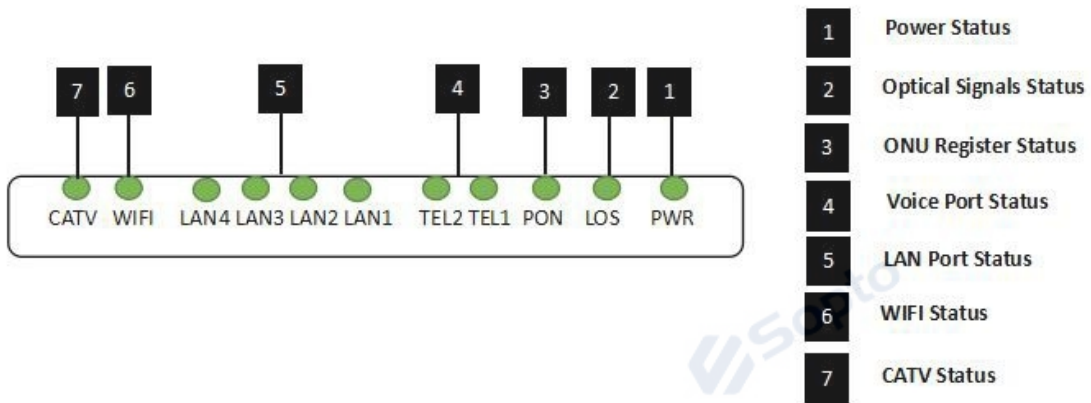 7 6 5 4 3 2 1
CATV WIFI LAN4 LAN3 LAN2 LAN1 TEL2 TEL1 PON LOS PWR
1 Power Status
2 Optical Signals Status
3 ONU Register Status
4 Voice Port Status
5 LAN Port Status
6 WIFI Status
7 CATV Status
Sopto